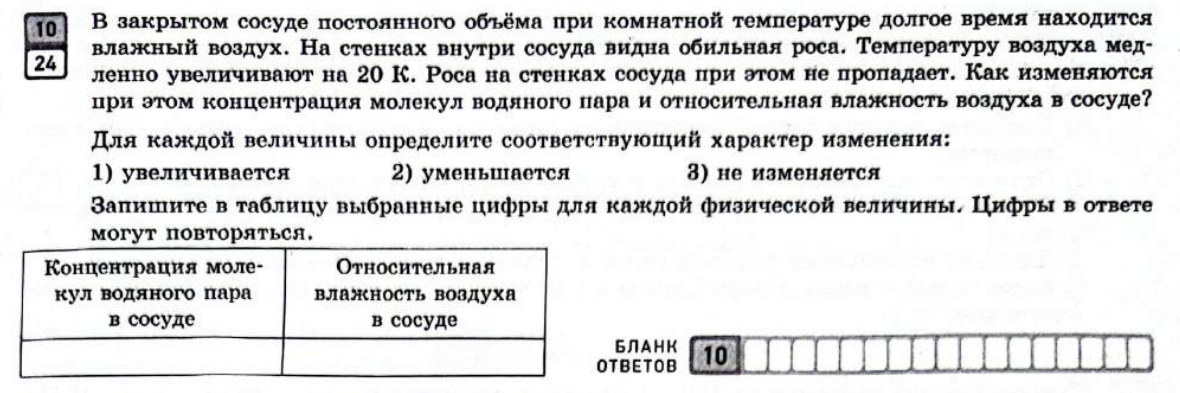 10
24
В закрытом сосуде постоянного объёма при комнатной температуре долгое время находится
влажный воздух. На стенках внутри сосуда видна обильная роса. Температуру воздуха мед-
ленно увеличивают на 20 К. Роса на стенках сосуда при этом не пропадает. Как изменяются
при этом концентрация молекул водяного пара и относительная влажность воздуха в сосуде?
Для каждой величины определите соответствующий характер изменения:
1) увеличивается 2) уменьшается 3) не изменяется
Запишите в таблицу выбранные цифры для каждой физической величины. Цифры в ответе
могут повторяться.
Концентрация моле-
кул водяного пара
в сосуде
Относительная
влажность воздуха
в сосуде
БЛАНК
ОТВЕТОВ
10